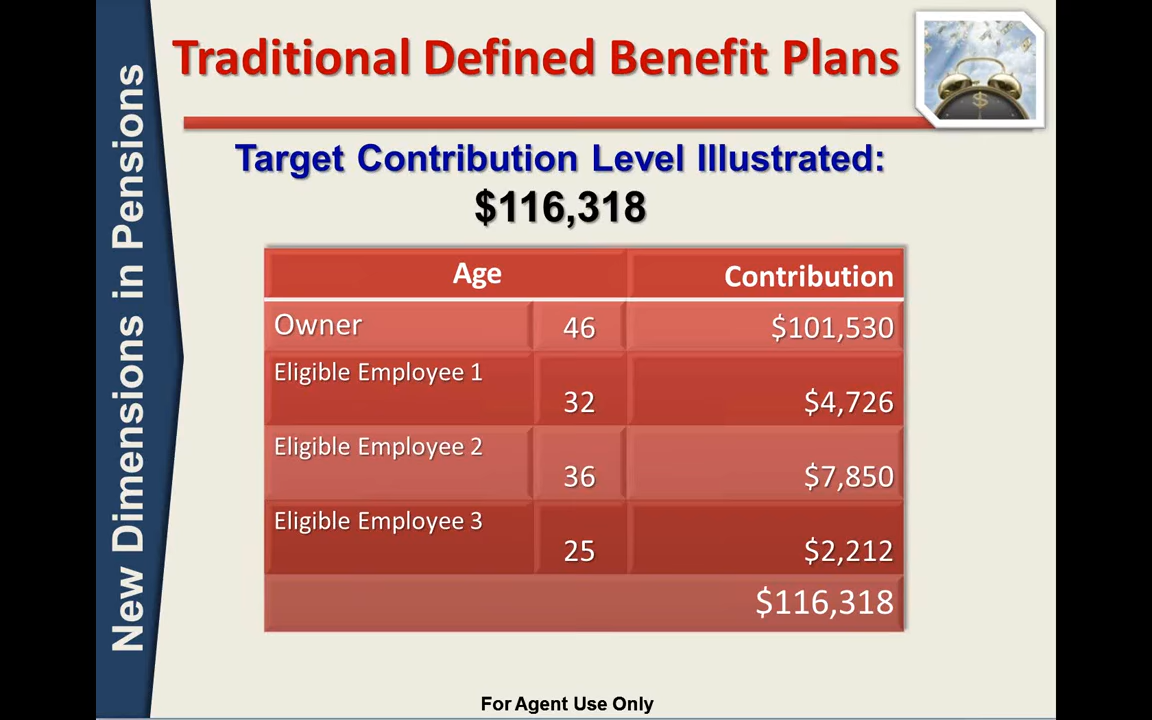 Traditional Defined Benefit Plans
New Dimensions in Pensions
Target Contribution Level Illustrated:
$116,318
Age Contribution
Owner 46 $101,530
Eligible Employee 1 32 $4,726
Eligible Employee 2 36 $7,850
Eligible Employee 3 25 $2,212
$116,318
For Agent Use Only